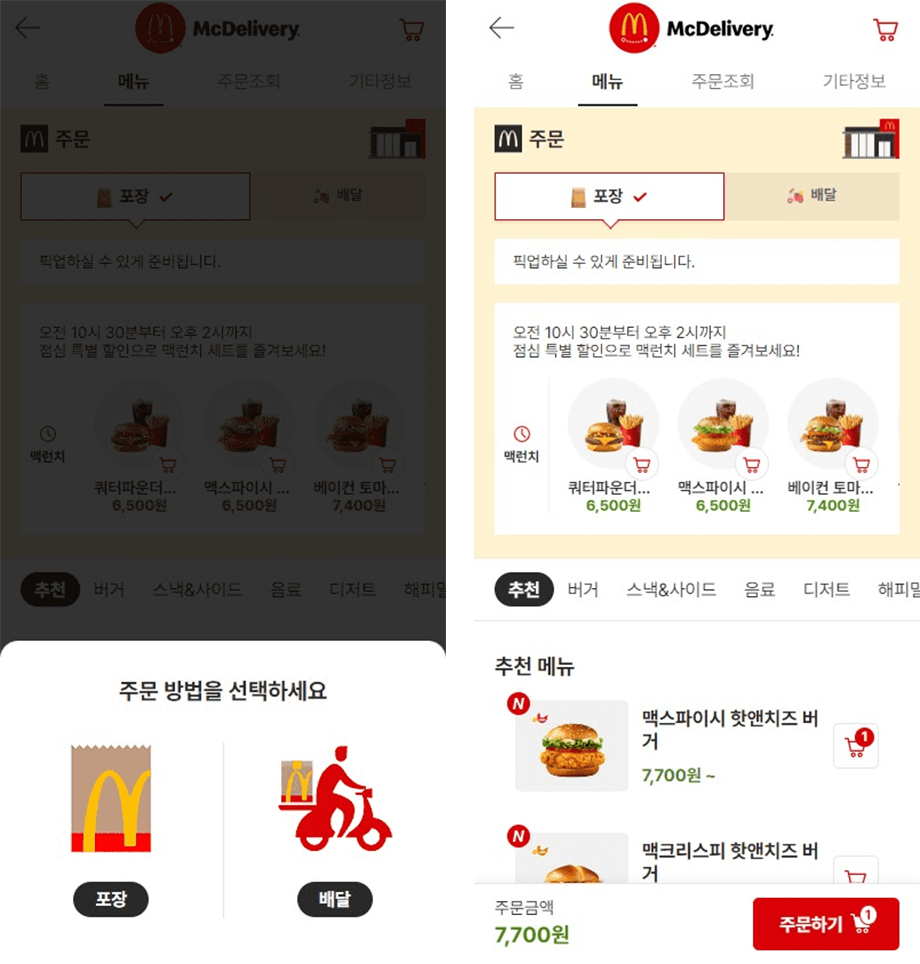 McDelivery
홈 메뉴 주문조회 기타정보
주문
포장 배달
픽업하실 수 있게 준비됩니다.
오전 10시 30분부터 오후 2시까지
점심 특별 할인으로 맥런치 세트를 즐겨보세요!
맥런치
쿼터파운더... 맥스파이시 ... 베이컨 토마...
6,500원 6,500원 7,400원
추천 버거 스낵&사이드 음료 디저트 해피밀
주문 방법을 선택하세요
포장 배달
McDelivery
홈 메뉴 주문조회 기타정보
주문
포장 배달
픽업하실 수 있게 준비됩니다.
오전 10시 30분부터 오후 2시까지
점심 특별 할인으로 맥런치 세트를 즐겨보세요!
맥런치
쿼터파운더... 맥스파이시 ... 베이컨 토마...
6,500원 6,500원 7,400원
추천 버거 스낵&사이드 음료 디저트 해피밀
추천 메뉴
N
맥스파이시 핫앤치즈 버
거
7,700원 ~
1
N
맥크리스피 핫앤치즈 버
거
주문금액
7,700원
주문하기 1